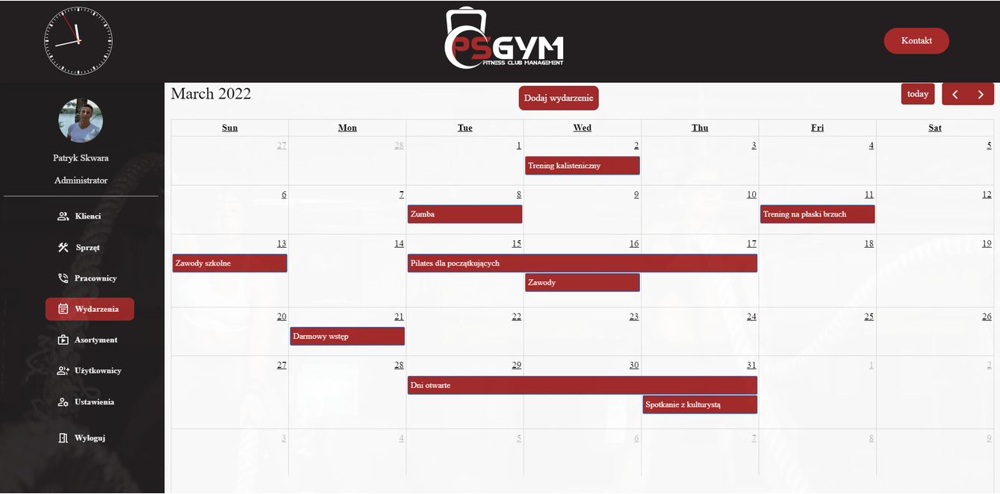 PSGYM
FITNESS CLUB MANAGEMENT
Kontakt
Patryk Skwara
Administrator
Klienci
Sprzęt
Pracownicy
Wydarzenia
Asortyment
Użytkownicy
Ustawienia
Wyloguj
March 2022
Dodaj wydarzenie
today
Sun Mon Tue Wed Thu Fri Sat
27 28 1 2 3 4 5
Trening kalisteniczny
6 7 8 9 10 11 12
Zumba Trening na płaski brzuch
13 14 15 16 17 18 19
Zawody szkolne Pilates dla początkujących
Zawody
20 21 22 23 24 25 26
Darmowy wstęp
27 28 29 30 31 1 2
Dni otwarte
Spotkanie z kulturystą
3 4 5 6 7 8 9